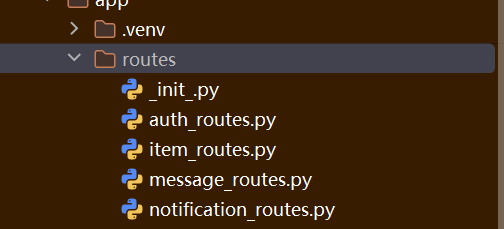 app
.venv
routes
_init_.py
auth_routes.py
item_routes.py
message_routes.py
notification_routes.py